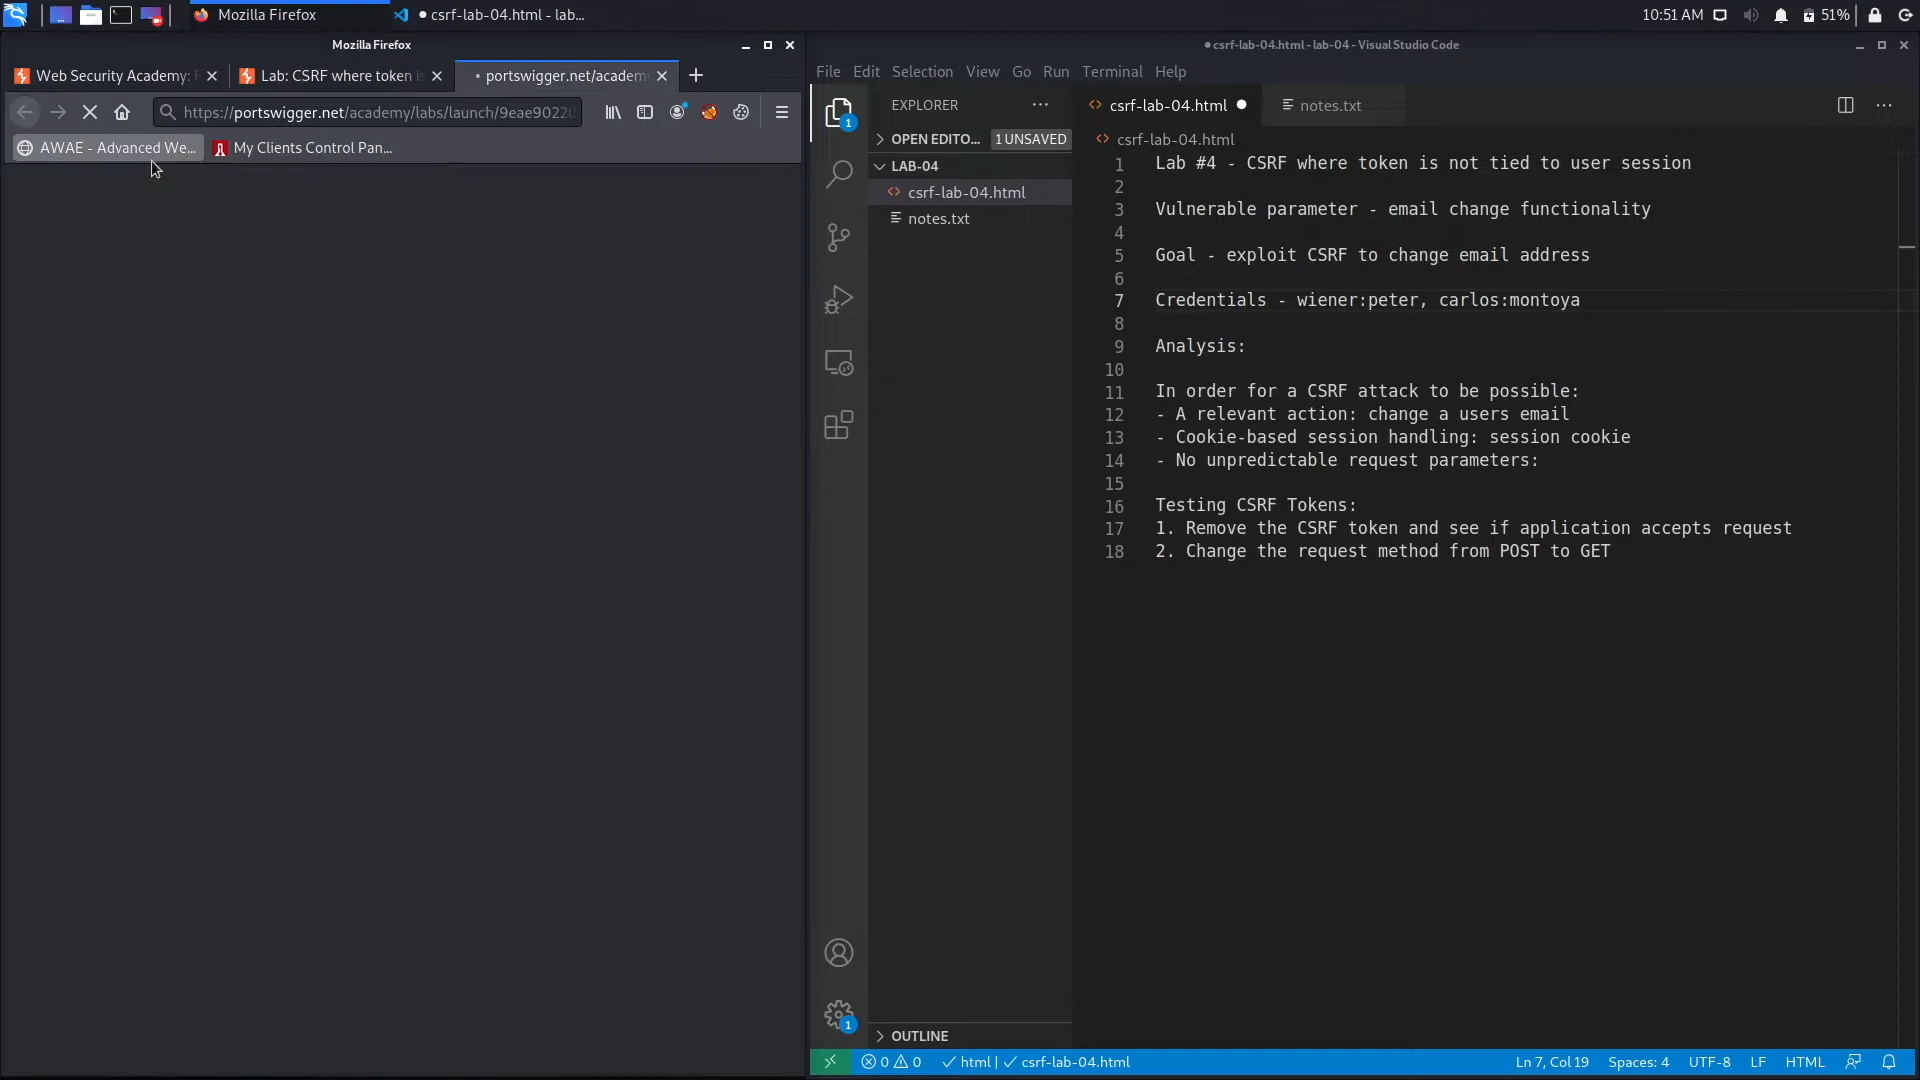 Mozilla Firefox
● csrf-lab-04.html - lab...
10:51 AM
51%
Mozilla Firefox
Web Security Academy:
Lab: CSRF where token is
portswigger.net/academ
https://portswigger.net/academy/labs/launch/9eae9022
AWAE - Advanced We...
My Clients Control Pan...
● csrf-lab-04.html - lab-04 - Visual Studio Code
File Edit Selection View Go Run Terminal Help
1
EXPLORER
OPEN EDITO... 1 UNSAVED
LAB-04
csrf-lab-04.html
notes.txt
OUTLINE
1
csrf-lab-04.html ●
notes.txt
csrf-lab-04.html
1 Lab #4 - CSRF where token is not tied to user session
2
3 Vulnerable parameter - email change functionality
4
5 Goal - exploit CSRF to change email address
6
7 Credentials - wiener:peter, carlos:montoya
8
9 Analysis:
10
11 In order for a CSRF attack to be possible:
12 - A relevant action: change a users email
13 - Cookie-based session handling: session cookie
14 - No unpredictable request parameters:
15
16 Testing CSRF Tokens:
17 1. Remove the CSRF token and see if application accepts request
18 2. Change the request method from POST to GET
0 0 ✓ html | ✓ csrf-lab-04.html
Ln 7, Col 19 Spaces: 4 UTF-8 LF HTML